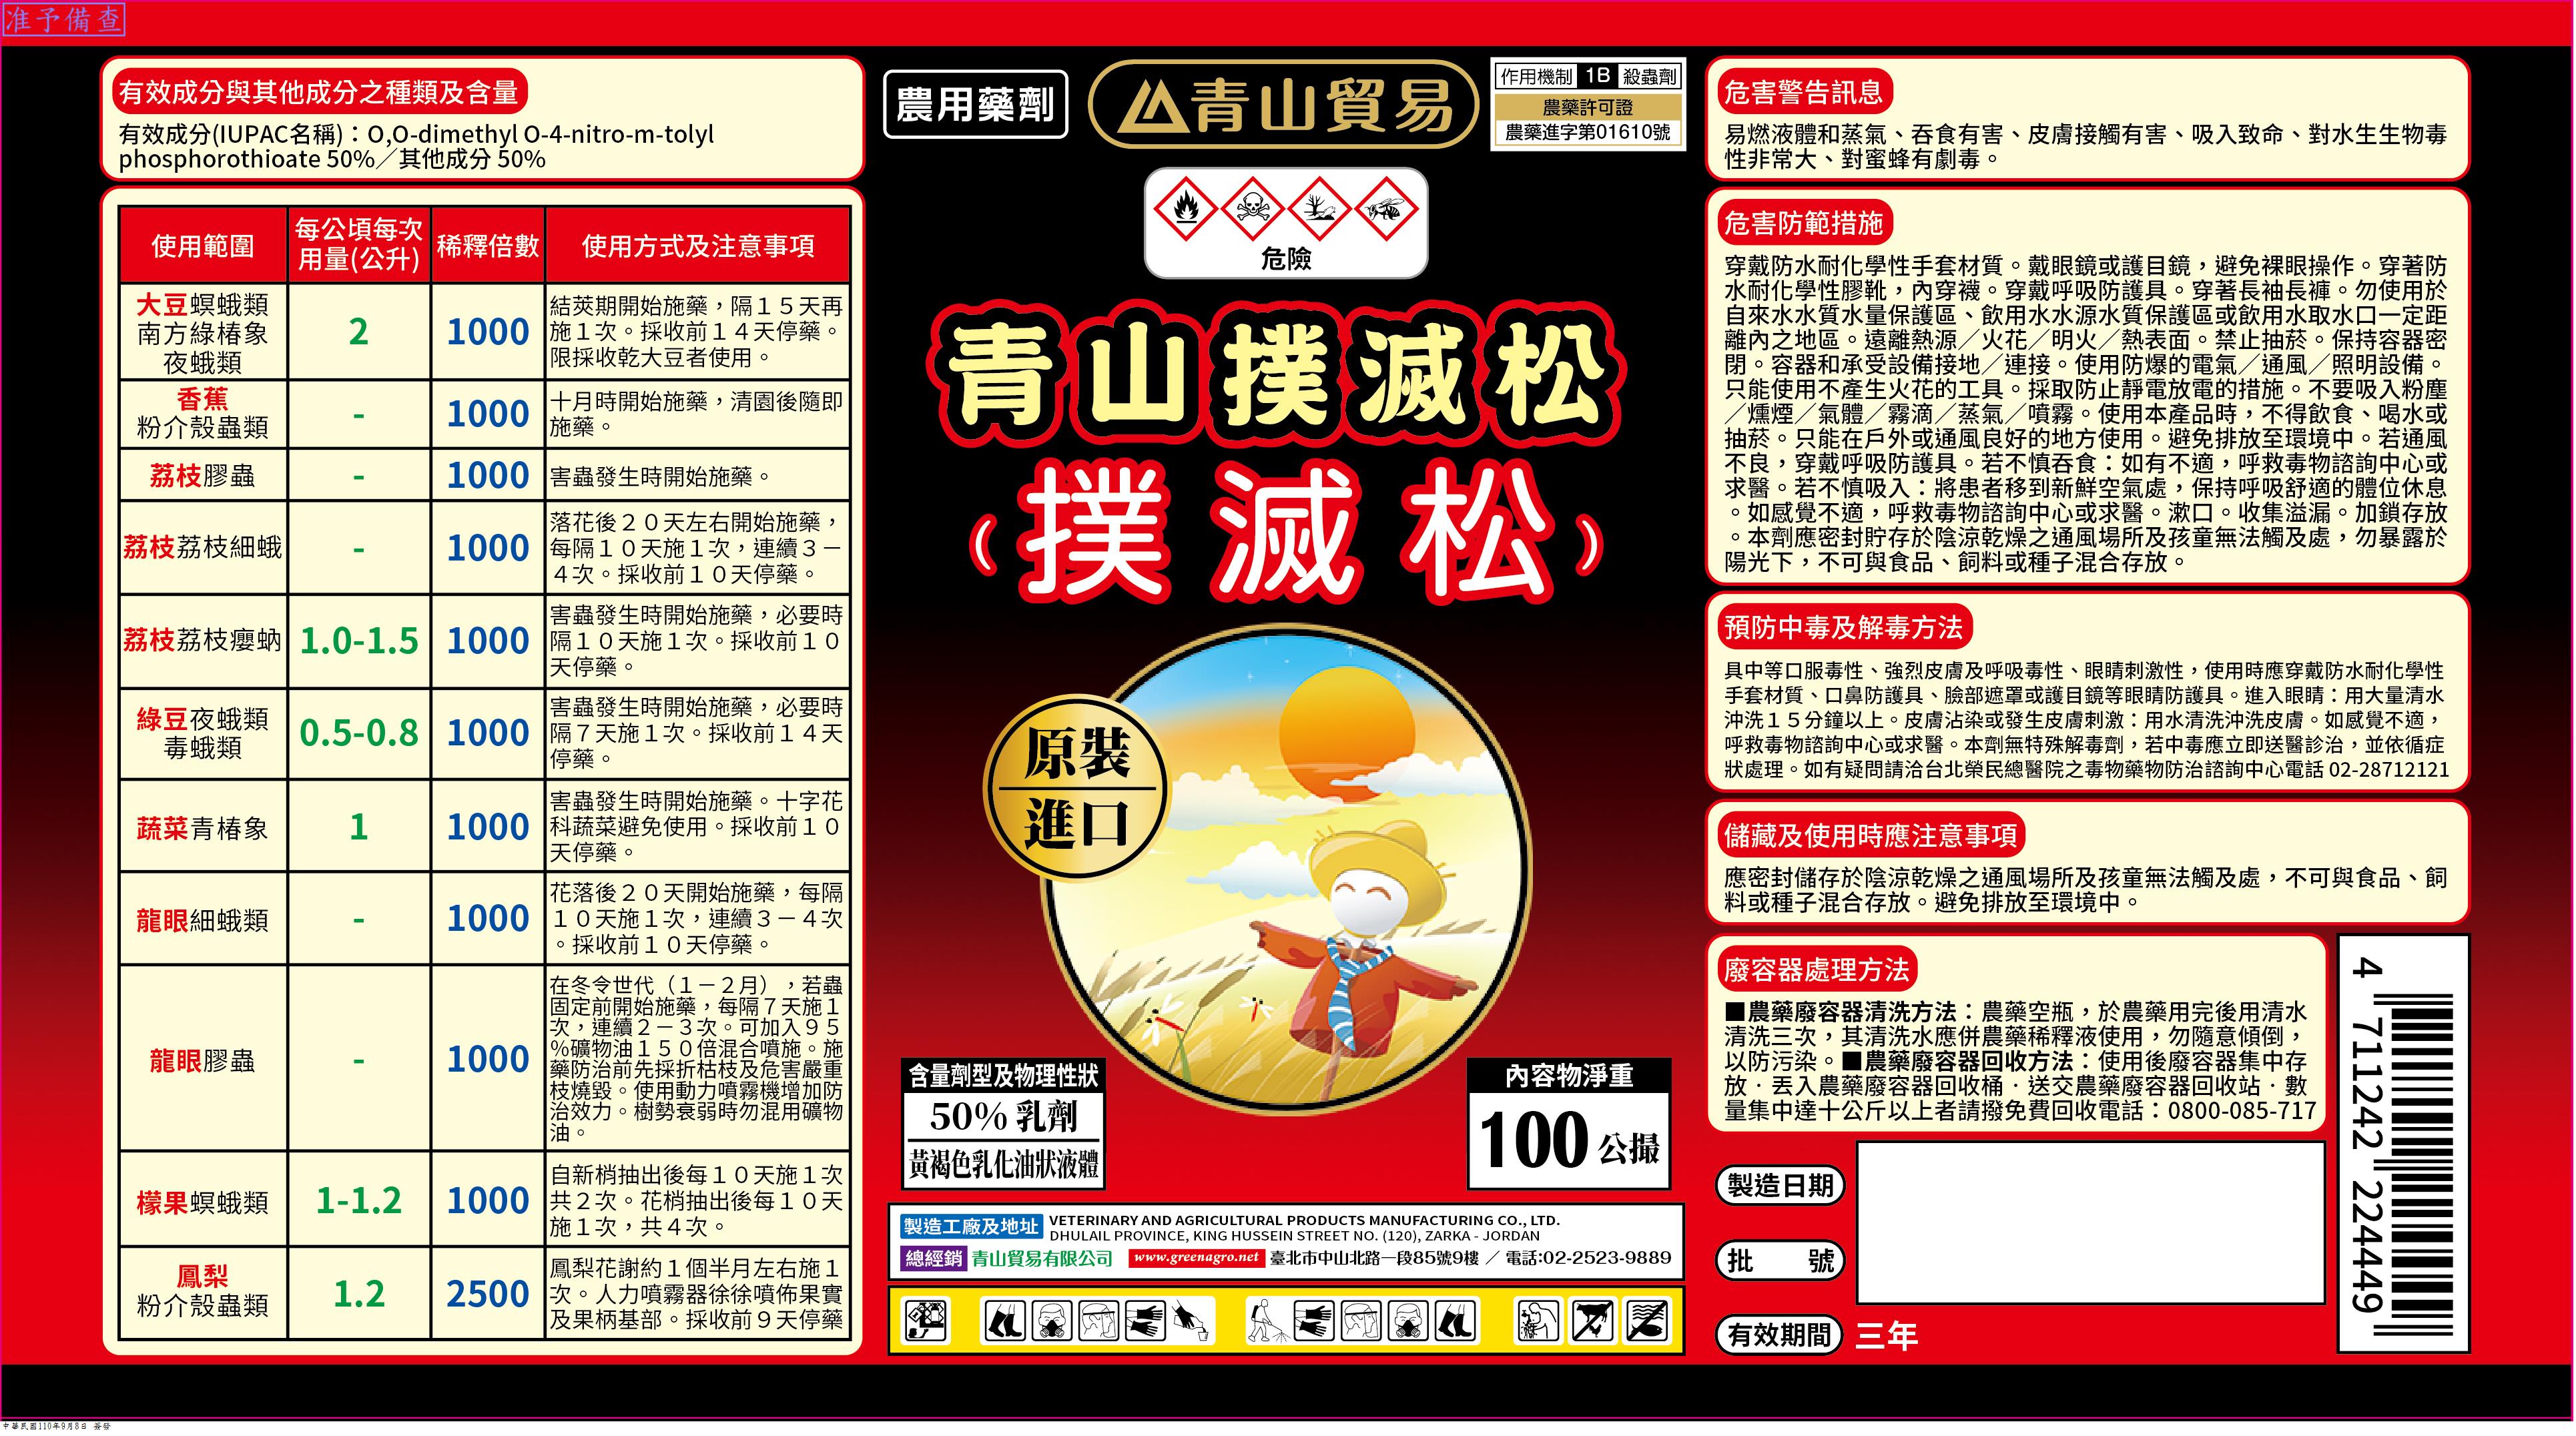 准予備查
有效成分與其他成分之種類及含量
有效成分(IUPAC名稱)：O,O-dimethyl O-4-nitro-m-tolyl
phosphorothioate 50%／其他成分 50%
使用範圍
每公頃每次
用量(公升)
稀釋倍數
使用方式及注意事項
大豆螟蛾類
南方綠椿象
夜蛾類
2
1000
結莢期開始施藥，隔１５天再
施１次。採收前１４天停藥。
限採收乾大豆者使用。
香蕉
粉介殼蟲類
-
1000
十月時開始施藥，清園後隨即
施藥。
荔枝膠蟲
-
1000
害蟲發生時開始施藥。
荔枝荔枝細蛾
-
1000
落花後２０天左右開始施藥，
每隔１０天施１次，連續３－
４次。採收前１０天停藥。
荔枝荔枝癭蚋
1.0-1.5
1000
害蟲發生時開始施藥，必要時
隔１０天施１次。採收前１０
天停藥。
綠豆夜蛾類
毒蛾類
0.5-0.8
1000
害蟲發生時開始施藥，必要時
隔７天施１次。採收前１４天
停藥。
蔬菜青椿象
1
1000
害蟲發生時開始施藥。十字花
科蔬菜避免使用。採收前１０
天停藥。
龍眼細蛾類
-
1000
花落後２０天開始施藥，每隔
１０天施１次，連續３－４次
。採收前１０天停藥。
龍眼膠蟲
-
1000
在冬令世代（１－２月），若蟲
固定前開始施藥，每隔７天施１
次，連續２－３次。可加入９５
％礦物油１５０倍混合噴施。施
藥防治前先採折枯枝及危害嚴重
枝燒毀。使用動力噴霧機增加防
治效力。樹勢衰弱時勿混用礦物
油。
檬果螟蛾類
1-1.2
1000
自新梢抽出後每１０天施１次
共２次。花梢抽出後每１０天
施１次，共４次。
鳳梨
粉介殼蟲類
1.2
2500
鳳梨花謝約１個半月左右施１
次。人力噴霧器徐徐噴佈果實
及果柄基部。採收前９天停藥
農用藥劑
青山貿易
作用機制 1B 殺蟲劑
農藥許可證
農藥進字第01610號
危險
青山撲滅松
(撲滅松)
原裝
進口
含量劑型及物理性狀
50% 乳劑
黃褐色乳化油狀液體
內容物淨重
100 公撮
製造工廠及地址 VETERINARY AND AGRICULTURAL PRODUCTS MANUFACTURING CO., LTD.
DHULAIL PROVINCE, KING HUSSEIN STREET NO. (120), ZARKA - JORDAN
總經銷 青山貿易有限公司 www.greenagro.net 臺北市中山北路一段85號9樓 ／ 電話:02-2523-9889
危害警告訊息
易燃液體和蒸氣、吞食有害、皮膚接觸有害、吸入致命、對水生生物毒
性非常大、對蜜蜂有劇毒。
危害防範措施
穿戴防水耐化學性手套材質。戴眼鏡或護目鏡，避免裸眼操作。穿著防
水耐化學性膠靴，內穿襪。穿戴呼吸防護具。穿著長袖長褲。勿使用於
自來水水質水量保護區、飲用水水源水質保護區或飲用水取水口一定距
離內之地區。遠離熱源／火花／明火／熱表面。禁止抽菸。保持容器密
閉。容器和承受設備接地／連接。使用防爆的電氣／通風／照明設備。
只能使用不產生火花的工具。採取防止靜電放電的措施。不要吸入粉塵
／燻煙／氣體／霧滴／蒸氣／噴霧。使用本產品時，不得飲食、喝水或
抽菸。只能在戶外或通風良好的地方使用。避免排放至環境中。若通風
不良，穿戴呼吸防護具。若不慎吞食：如有不適，呼救毒物諮詢中心或
求醫。若不慎吸入：將患者移到新鮮空氣處，保持呼吸舒適的體位休息
。如感覺不適，呼救毒物諮詢中心或求醫。漱口。收集溢漏。加鎖存放
。本劑應密封貯存於陰涼乾燥之通風場所及孩童無法觸及處，勿暴露於
陽光下，不可與食品、飼料或種子混合存放。
預防中毒及解毒方法
具中等口服毒性、強烈皮膚及呼吸毒性、眼睛刺激性，使用時應穿戴防水耐化學性
手套材質、口鼻防護具、臉部遮罩或護目鏡等眼睛防護具。進入眼睛：用大量清水
沖洗１５分鐘以上。皮膚沾染或發生皮膚刺激：用水清洗沖洗皮膚。如感覺不適，
呼救毒物諮詢中心或求醫。本劑無特殊解毒劑，若中毒應立即送醫診治，並依循症
狀處理。如有疑問請洽台北榮民總醫院之毒物藥物防治諮詢中心電話 02-28712121
儲藏及使用時應注意事項
應密封儲存於陰涼乾燥之通風場所及孩童無法觸及處，不可與食品、飼
料或種子混合存放。避免排放至環境中。
廢容器處理方法
■農藥廢容器清洗方法：農藥空瓶，於農藥用完後用清水
清洗三次，其清洗水應併農藥稀釋液使用，勿隨意傾倒，
以防污染。■農藥廢容器回收方法：使用後廢容器集中存
放．丟入農藥廢容器回收桶．送交農藥廢容器回收站．數
量集中達十公斤以上者請撥免費回收電話：0800-085-717
製造日期
批 號
有效期間 三年
4 711242 224449
中華民國110年9月8日 簽發